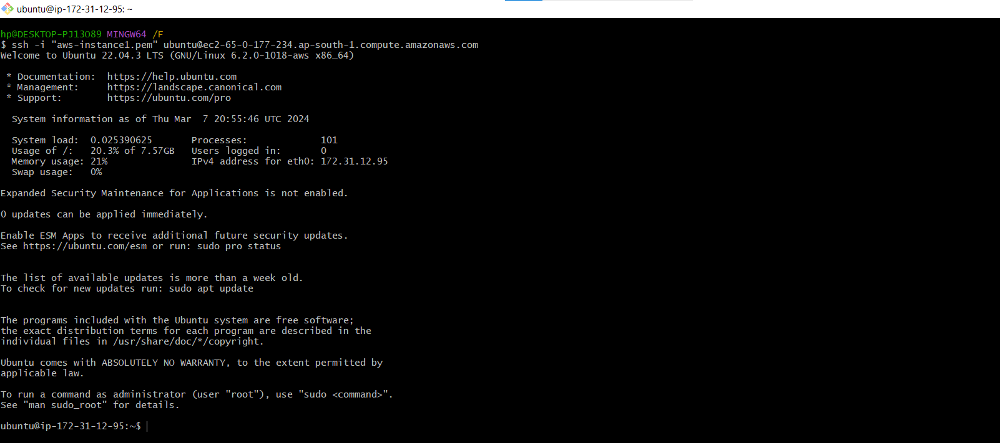 ubuntu@ip-172-31-12-95: ~
hp@DESKTOP-PJ13O89 MINGW64 /F
$ ssh -i "aws-instance1.pem" ubuntu@ec2-65-0-177-234.ap-south-1.compute.amazonaws.com
Welcome to Ubuntu 22.04.3 LTS (GNU/Linux 6.2.0-1018-aws x86_64)
* Documentation:  https://help.ubuntu.com
* Management:     https://landscape.canonical.com
* Support:        https://ubuntu.com/pro
System information as of Thu Mar  7 20:55:46 UTC 2024
System load:  0.025390625       Processes:             101
Usage of /:   20.3% of 7.57GB   Users logged in:       0
Memory usage: 21%               IPv4 address for eth0: 172.31.12.95
Swap usage:   0%
Expanded Security Maintenance for Applications is not enabled.
0 updates can be applied immediately.
Enable ESM Apps to receive additional future security updates.
See https://ubuntu.com/esm or run: sudo pro status
The list of available updates is more than a week old.
To check for new updates run: sudo apt update
The programs included with the Ubuntu system are free software;
the exact distribution terms for each program are described in the
individual files in /usr/share/doc/*/copyright.
Ubuntu comes with ABSOLUTELY NO WARRANTY, to the extent permitted by
applicable law.
To run a command as administrator (user "root"), use "sudo <command>".
See "man sudo_root" for details.
ubuntu@ip-172-31-12-95:~$